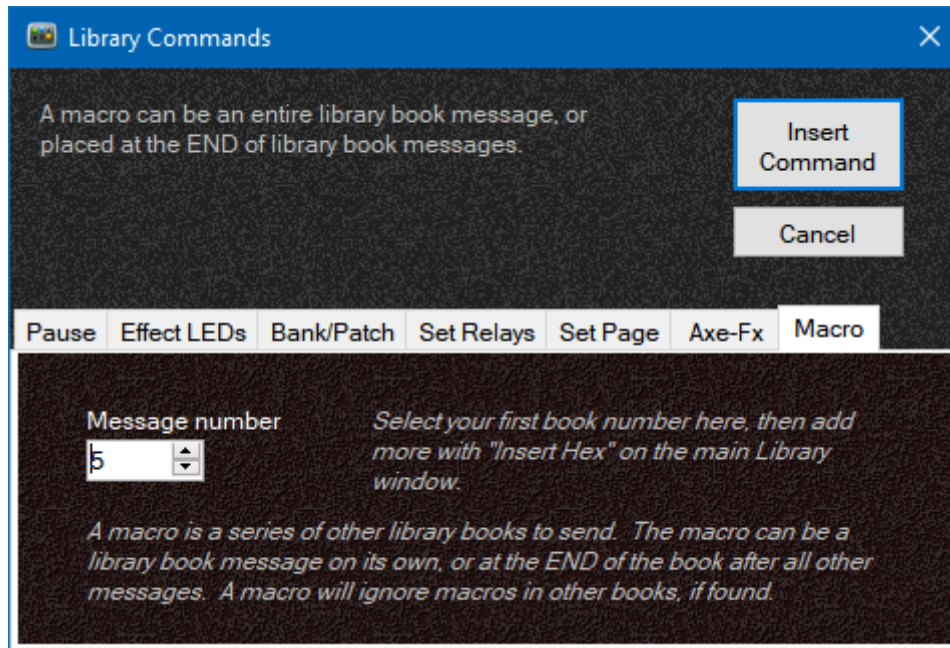 Library Commands
A macro can be an entire library book message, or
placed at the END of library book messages.
Insert
Command
Cancel
Pause Effect LEDs Bank/Patch Set Relays Set Page Axe-Fx Macro
Message number
5
Select your first book number here, then add
more with "Insert Hex" on the main Library
window.
A macro is a series of other library books to send. The macro can be a
library book message on its own, or at the END of the book after all other
messages. A macro will ignore macros in other books, if found.